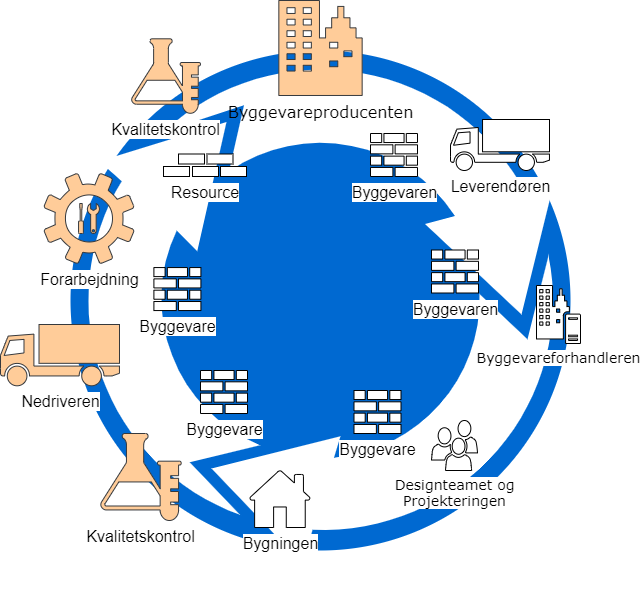 Byggevareproducenten
Kvalitetskontrol
Resource
Byggevaren
Leverendøren
Forarbejdning
Byggevare
Byggevaren
Byggevareforhandleren
Nedriveren
Byggevare
Byggevare
Designteamet og
Projekteringen
Kvalitetskontrol
Bygningen